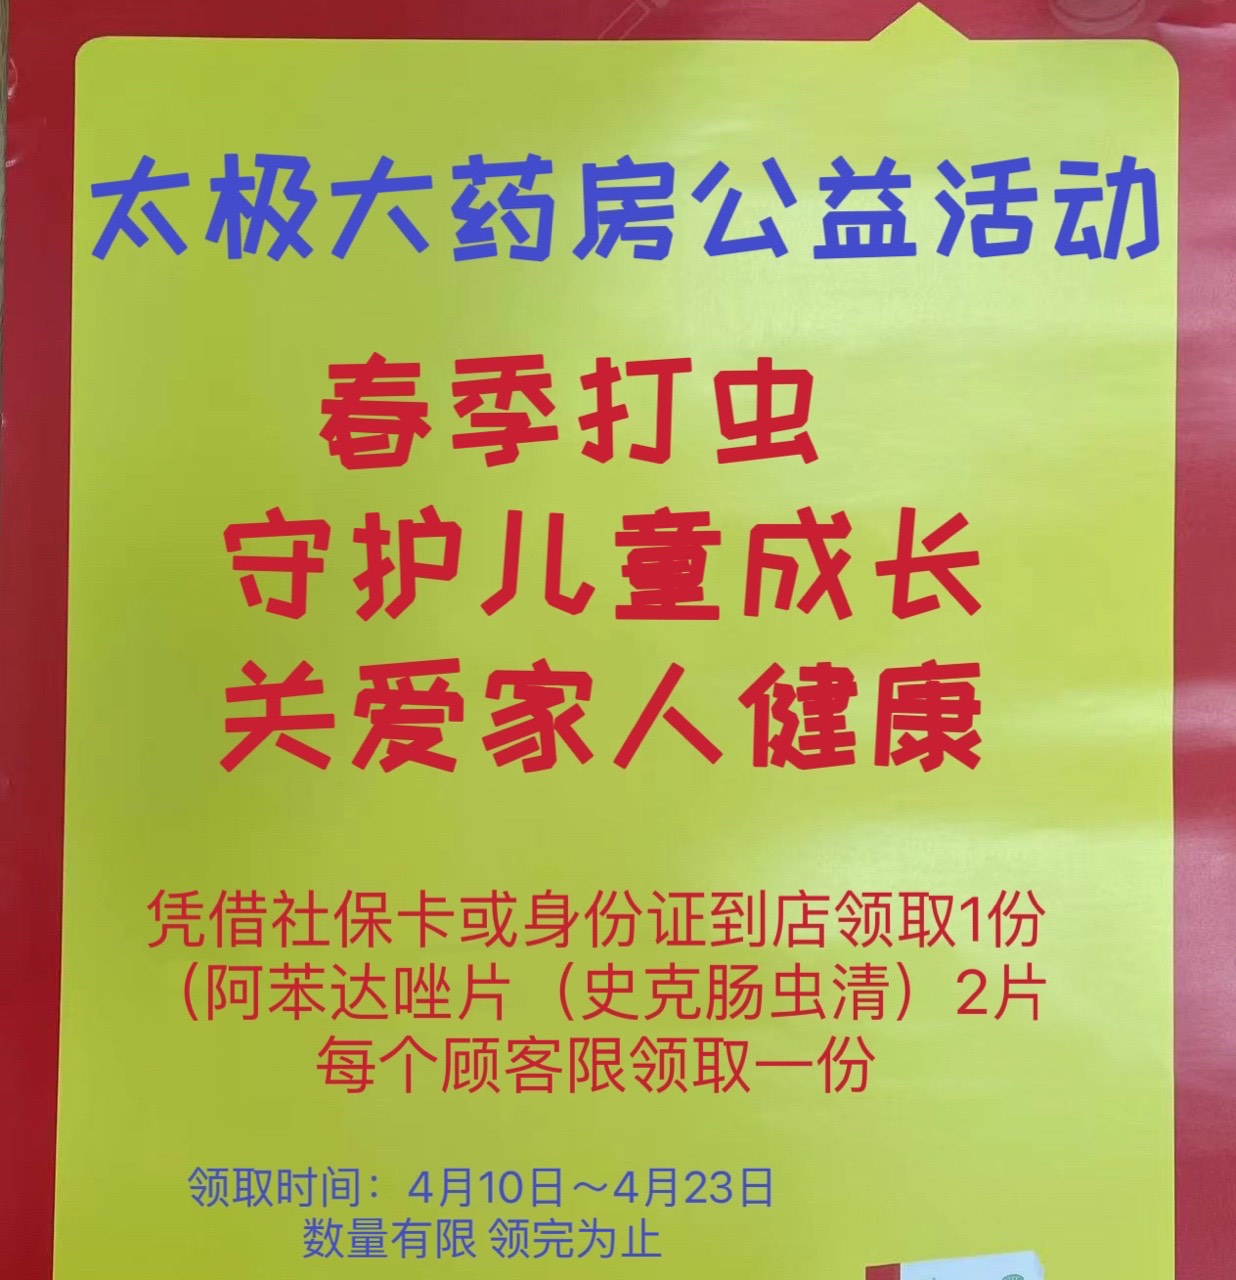 太极大药房公益活动
春季打虫
守护儿童成长
关爱家人健康
凭借社保卡或身份证到店领取1份
（阿苯达唑片（史克肠虫清）2片
每个顾客限领取一份
领取时间：4月10日～4月23日
数量有限 领完为止